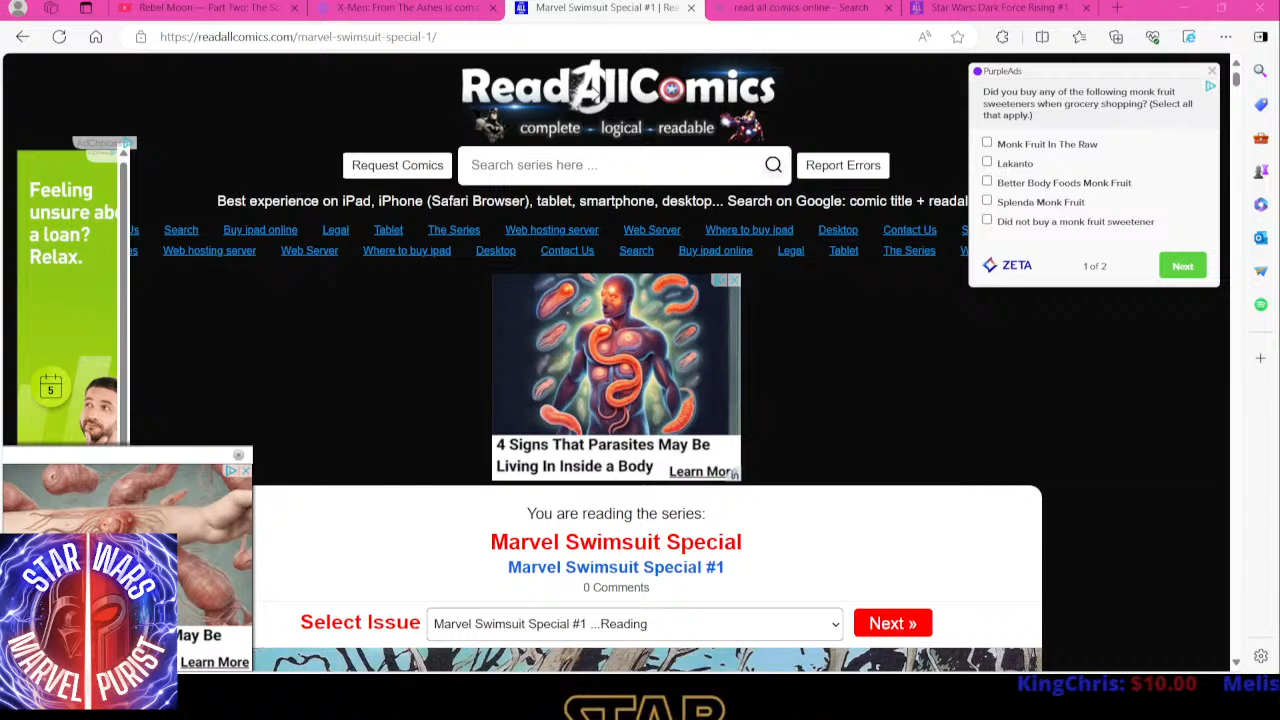 Rebel Moon — Part Two: The Sc
X-Men: From The Ashes is comi
Marvel Swimsuit Special #1 | Re
read all comics online - Search
Star Wars: Dark Force Rising #1
https://readallcomics.com/marvel-swimsuit-special-1/
ReadAllComics
complete - logical - readable
Request Comics
Search series here ...
Report Errors
Best experience on iPad, iPhone (Safari Browser), tablet, smartphone, desktop... Search on Google: comic title + readal
Us Search Buy ipad online Legal Tablet The Series Web hosting server Web Server Where to buy ipad Desktop Contact Us S
es Web hosting server Web Server Where to buy ipad Desktop Contact Us Search Buy ipad online Legal Tablet The Series W
PurpleAds
Did you buy any of the following monk fruit
sweeteners when grocery shopping? (Select all
that apply.)
Monk Fruit In The Raw
Lakanto
Better Body Foods Monk Fruit
Splenda Monk Fruit
Did not buy a monk fruit sweetener
ZETA
1 of 2
Next
AdChoices
Feeling
unsure abo
a loan?
Relax.
5
4 Signs That Parasites May Be
Living In Inside a Body
Learn More
You are reading the series:
Marvel Swimsuit Special
Marvel Swimsuit Special #1
0 Comments
Select Issue
Marvel Swimsuit Special #1 ...Reading
Next »
May Be
Learn More
STAR WARS
MARVEL PURIST
KingChris: $10.00 Melis
STAR